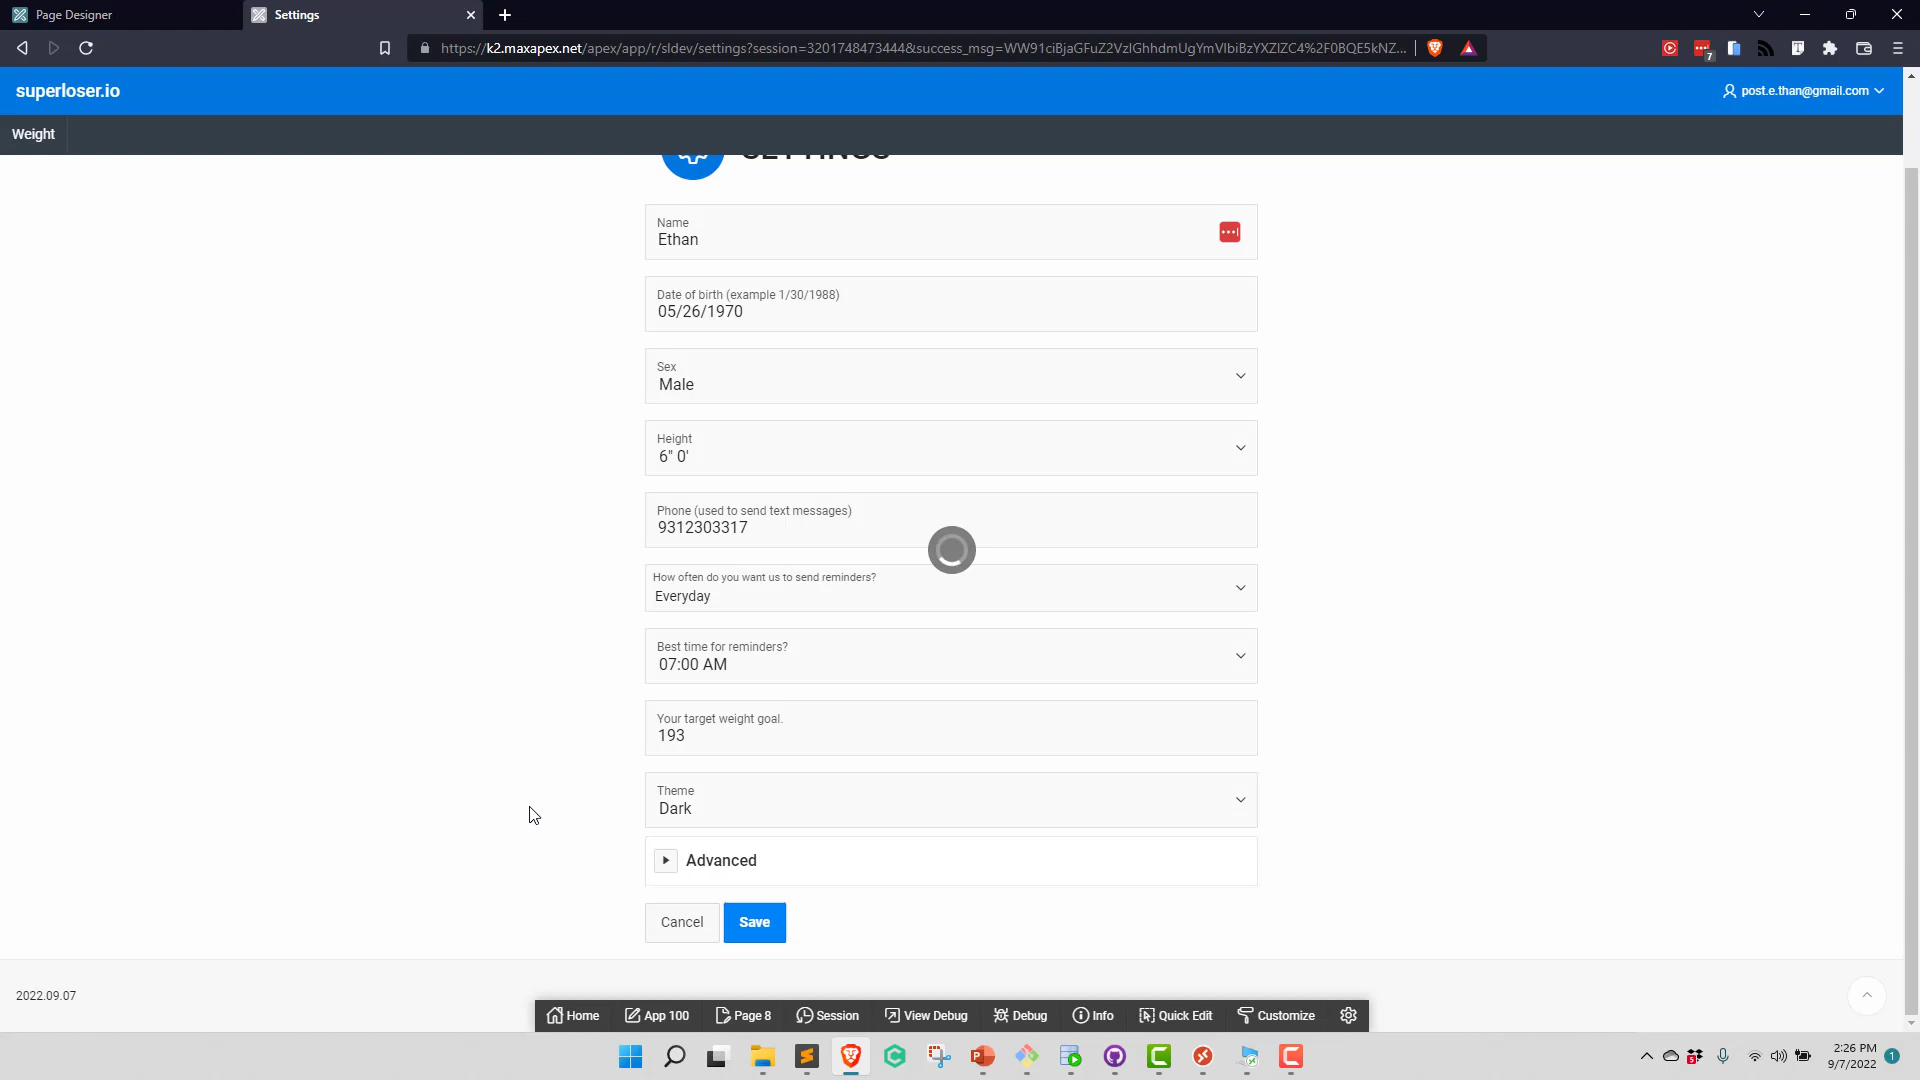 Page Designer
Settings
https://k2.maxapex.net/apex/app/r/sldev/settings?session=3201748473444&success_msg=WW91ciBjaGFuZ2VzIGhhdmUgYmVlbiBzYXZlZC4%2F0BQE5kNZ...
7
superloser.io
post.e.than@gmail.com
Weight
SETTINGS
Name
Ethan
Date of birth (example 1/30/1988)
05/26/1970
Sex
Male
Height
6" 0'
Phone (used to send text messages)
9312303317
How often do you want us to send reminders?
Everyday
Best time for reminders?
07:00 AM
Your target weight goal.
193
Theme
Dark
Advanced
Cancel Save
2022.09.07
Home App 100 Page 8 Session View Debug Debug Info Quick Edit Customize
2:26 PM
9/7/2022
1